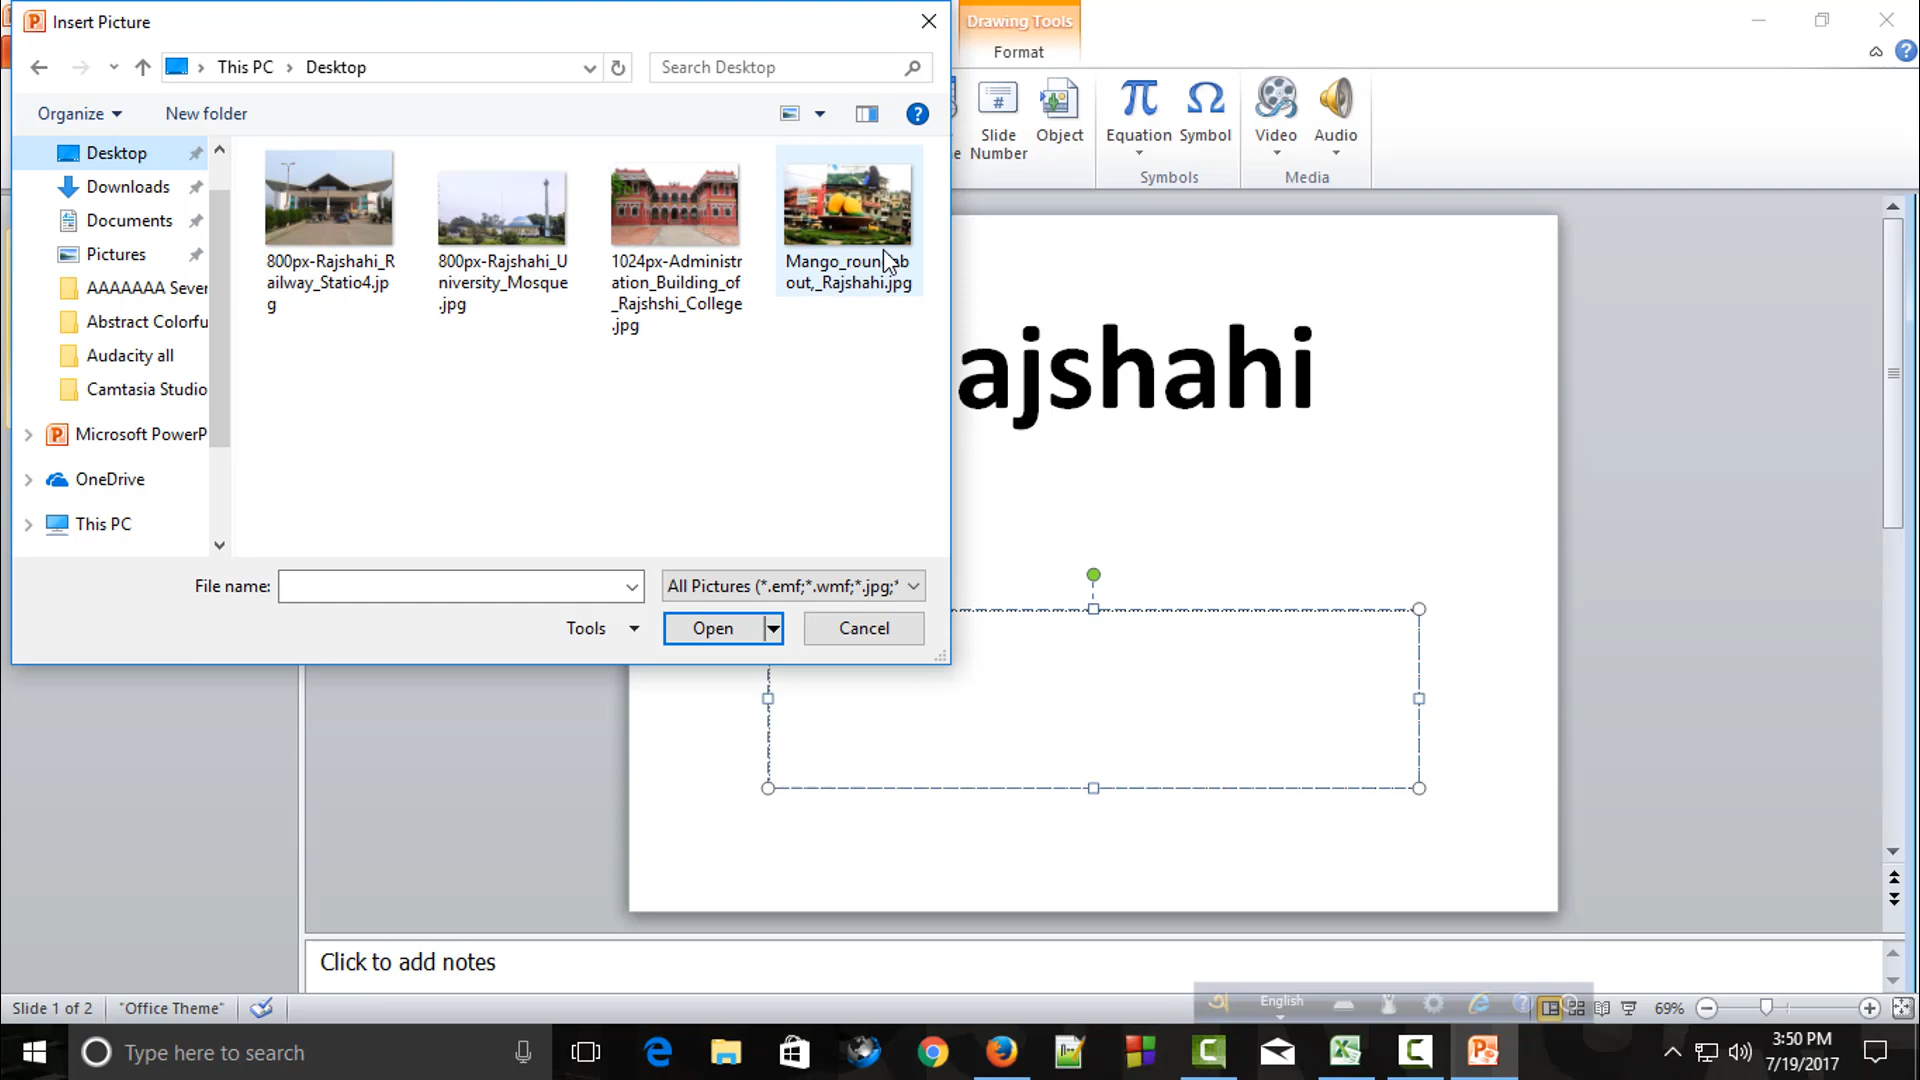 Insert Picture
Drawing Tools
Format
This PC
Desktop
Search Desktop
Organize
New folder
Slide
Number
Object
Equation
Symbol
Video
Audio
Symbols
Media
Desktop
Downloads
Documents
Pictures
AAAAAAA Sever
Abstract Colorfu
Audacity all
Camtasia Studio
Microsoft PowerP
OneDrive
This PC
800px-Rajshahi_R
ailway_Statio4.jp
g
800px-Rajshahi_U
niversity_Mosque
.jpg
1024px-Administr
ation_Building_of
_Rajshshi_College
.jpg
Mango_roundab
out,_Rajshahi.jpg
ajshahi
File name:
All Pictures (*.emf;*.wmf;*.jpg;*
Tools
Open
Cancel
Click to add notes
Slide 1 of 2
"Office Theme"
অ
English
69%
Type here to search
3:50 PM
7/19/2017